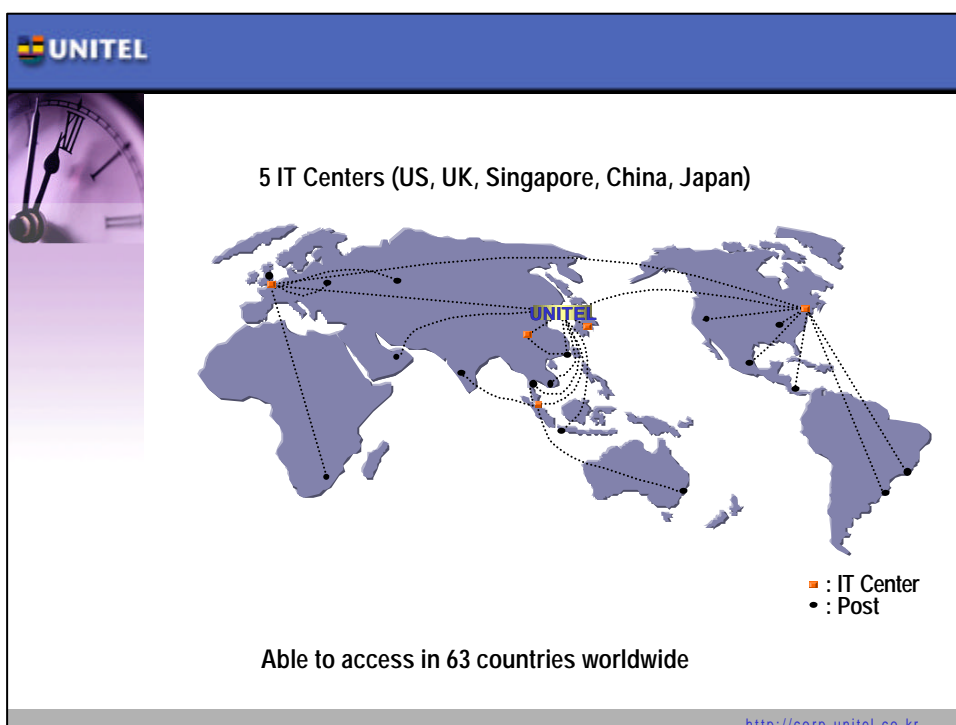 UNITEL
5 IT Centers (US, UK, Singapore, China, Japan)
UNITEL
: IT Center
: Post
Able to access in 63 countries worldwide
http://corp.unitel.co.kr